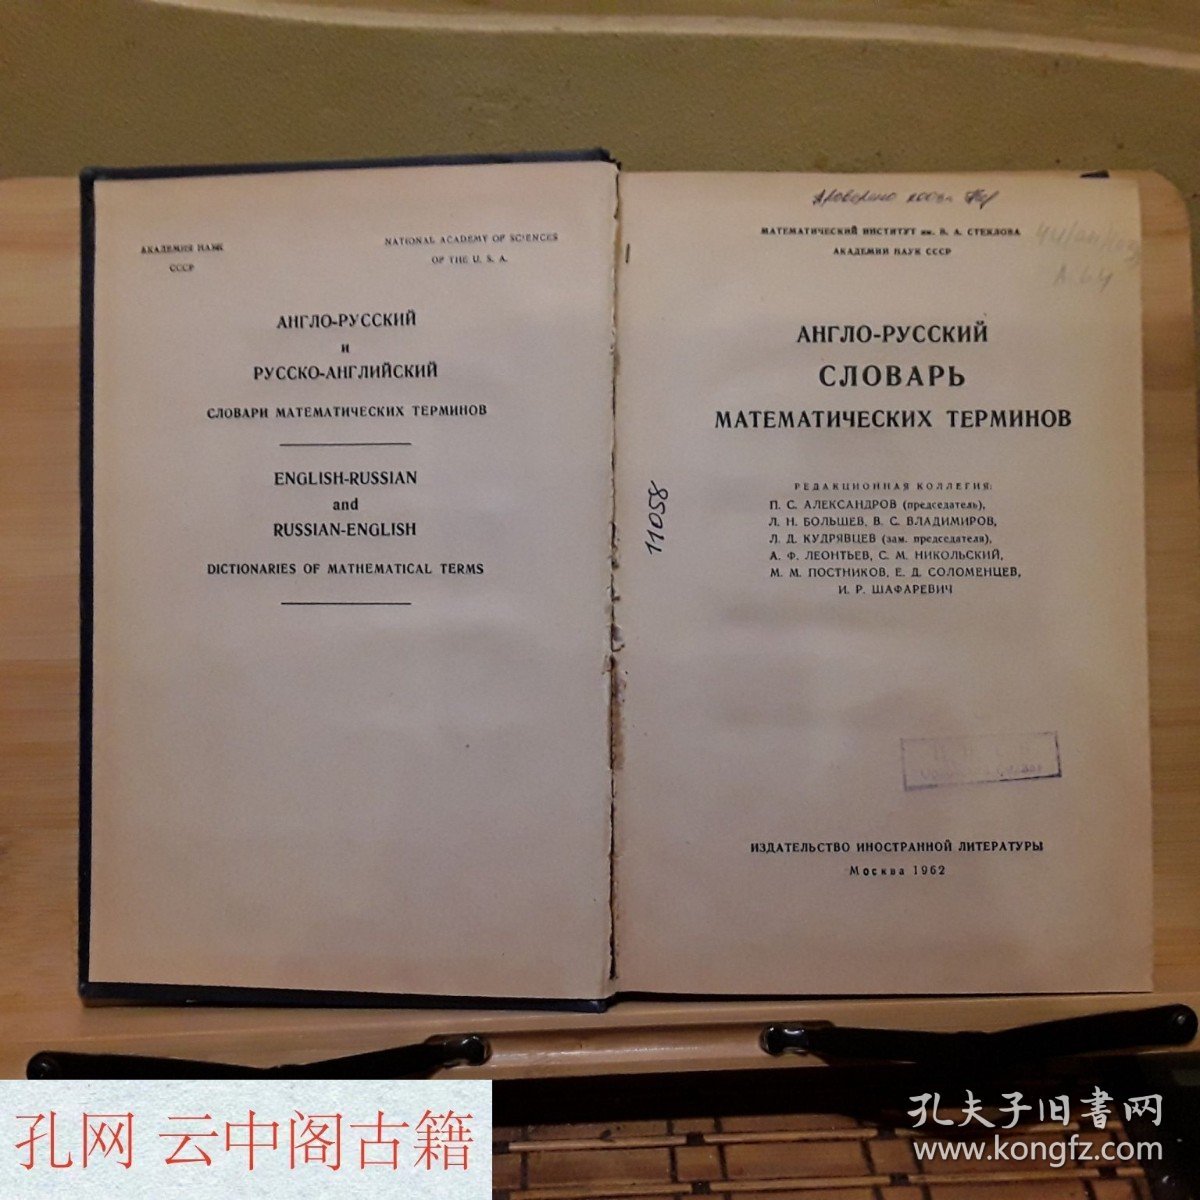 АКАДЕМИЯ НАУК
СССР
NATIONAL ACADEMY OF SCIENCES
OF THE U. S. A.
АНГЛО-РУССКИЙ
и
РУССКО-АНГЛИЙСКИЙ
СЛОВАРИ МАТЕМАТИЧЕСКИХ ТЕРМИНОВ
ENGLISH-RUSSIAN
and
RUSSIAN-ENGLISH
DICTIONARIES OF MATHEMATICAL TERMS
МАТЕМАТИЧЕСКИЙ ИНСТИТУТ им. В. А. СТЕКЛОВА
АКАДЕМИИ НАУК СССР
АНГЛО-РУССКИЙ
СЛОВАРЬ
МАТЕМАТИЧЕСКИХ ТЕРМИНОВ
РЕДАКЦИОННАЯ КОЛЛЕГИЯ:
П. С. АЛЕКСАНДРОВ (председатель),
Л. Н. БОЛЬШЕВ, В. С. ВЛАДИМИРОВ,
Л. Д. КУДРЯВЦЕВ (зам. председателя),
А. Ф. ЛЕОНТЬЕВ, С. М. НИКОЛЬСКИЙ,
М. М. ПОСТНИКОВ, Е. Д. СОЛОМЕНЦЕВ,
И. Р. ШАФАРЕВИЧ
11058
ИЗДАТЕЛЬСТВО ИНОСТРАННОЙ ЛИТЕРАТУРЫ
Москва 1962
孔网 云中阁古籍
孔夫子旧书网
www.kongfz.com